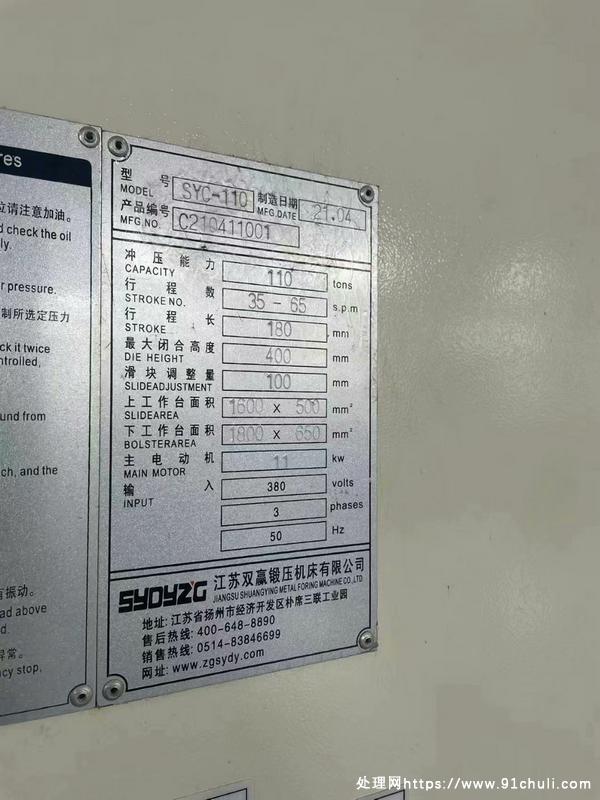 res
位请注意加油。
d check the oil
ly.
r pressure.
制所选定压力
ck it twice
ntrolled,
und from
ch, and the
有振动。
ad above
d.
异常。
ncy stop,
型 号 MODEL SYC-110 制造日期 MFG.DATE 21.04
产品编号 MFG.NO. C210411001
冲压能力 CAPACITY 110 tons
行程数 STROKE NO. 35 - 65 s.p.m
行程长 STROKE 180 mm
最大闭合高度 DIE HEIGHT 400 mm
滑块调整量 SLIDEADJUSTMENT 100 mm
上工作台面积 SLIDEAREA 1600 X 500 mm²
下工作台面积 BOLSTERAREA 1800 X 650 mm²
主电动机 MAIN MOTOR 11 kw
输入 INPUT 380 volts
3 phases
50 Hz
SYDYZG 江苏双赢锻压机床有限公司
JIANGSU SHUANGYING METAL FORING MACHINE CO.,LTD
地址: 江苏省扬州市经济开发区朴席三联工业园
售后热线: 400-648-8890
销售热线: 0514-83846699
网址: www.zgsydy.com
处理网https://www.91chuli.com